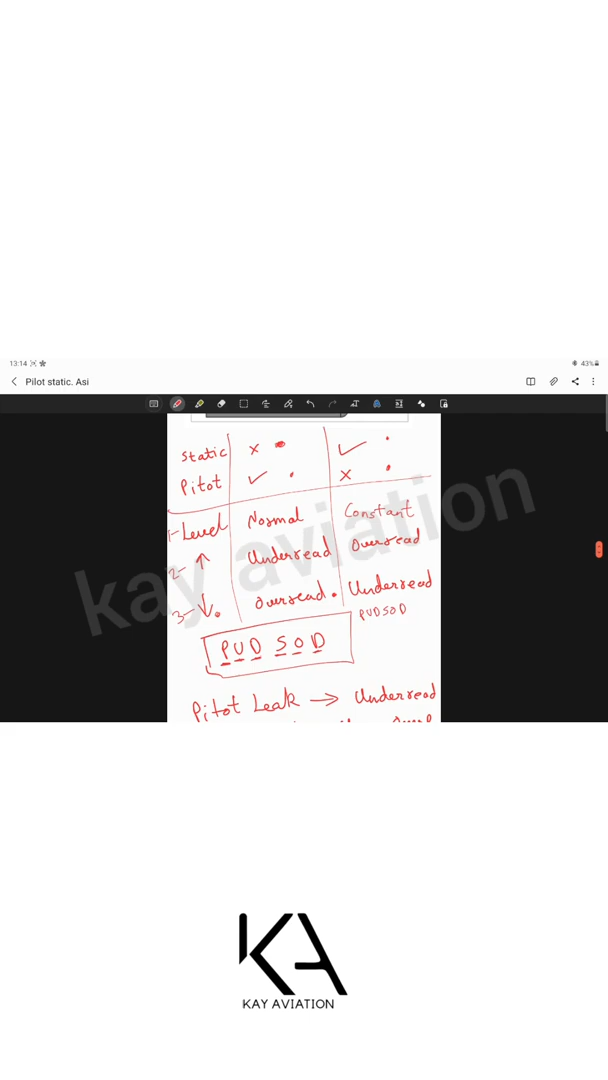 13:14
43%
Pilot static. Asi
Static x ✓
Pitot ✓ x
1- Level Normal Constant
2- ↑ Underread Overread
3- ↓ Overread Underread
PUDSOD
PUD SOD
Pitot Leak → Underread
kay aviation
KA
KAY AVIATION